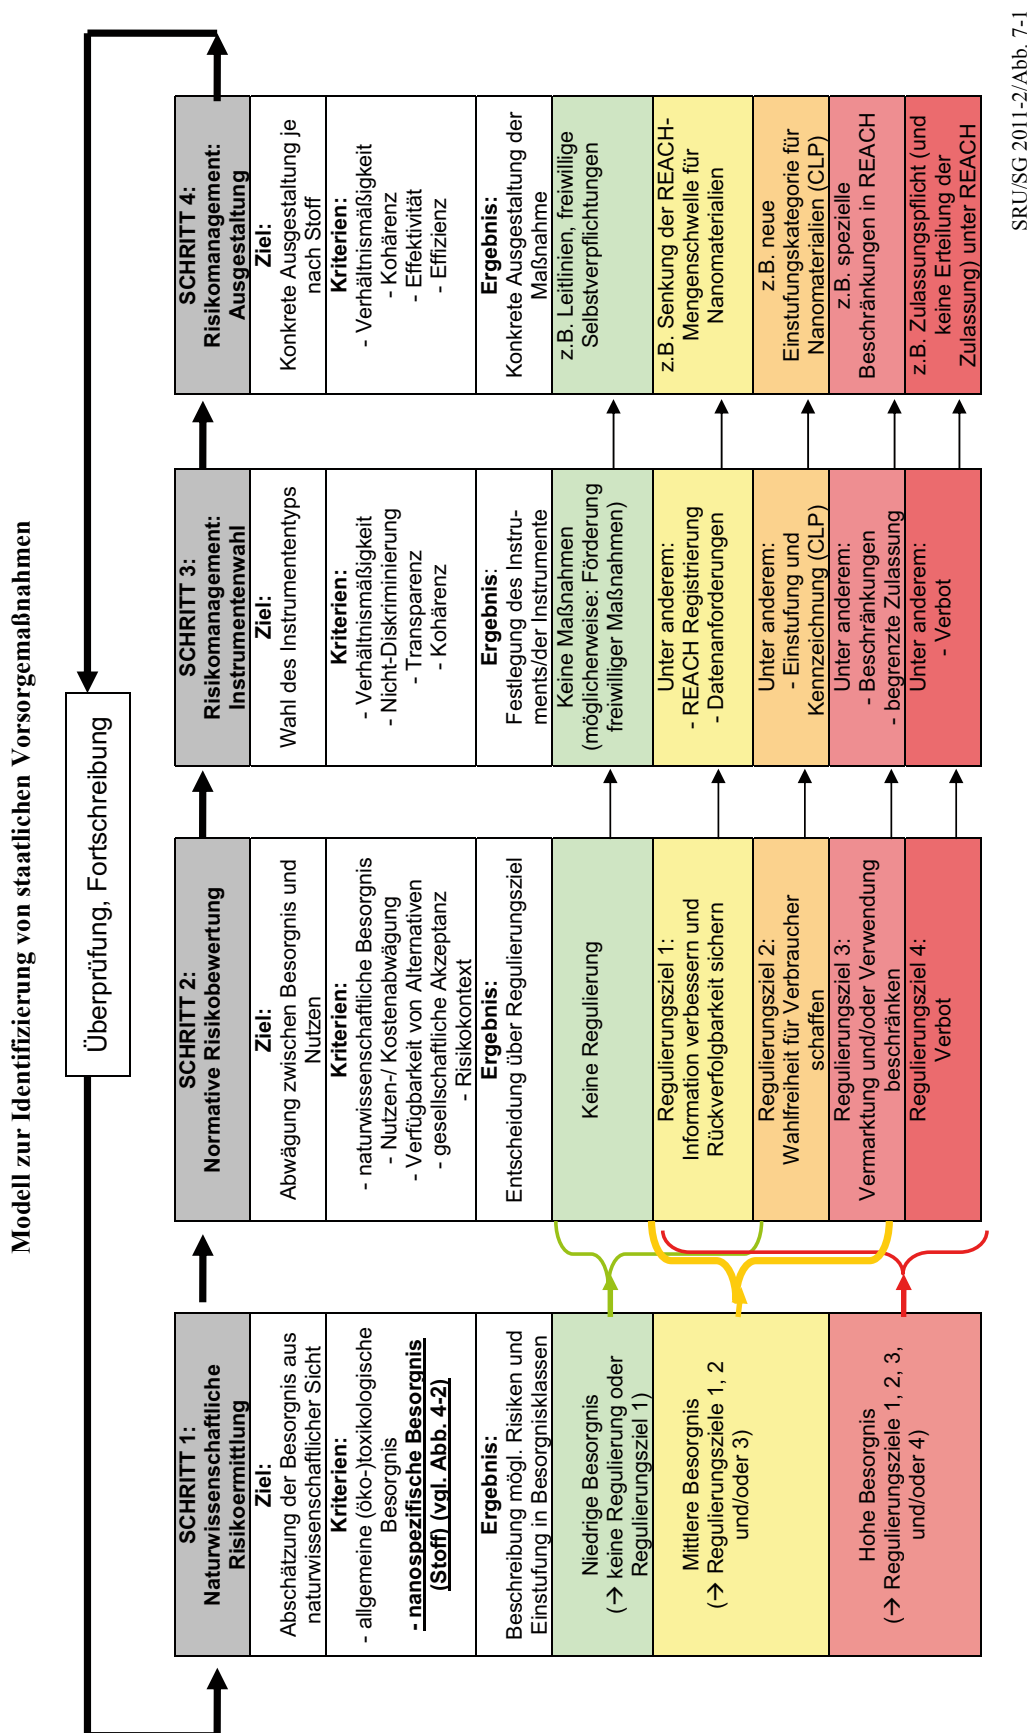 Modell zur Identifizierung von staatlichen Vorsorgemaßnahmen
Überprüfung, Fortschreibung
SCHRITT 1:
Naturwissenschaftliche
Risikoermittlung
Ziel:
Abschätzung der Besorgnis aus
naturwissenschaftlicher Sicht
Kriterien:
- allgemeine (öko-)toxikologische
Besorgnis
- nanospezifische Besorgnis
(Stoff) (vgl. Abb. 4-2)
Ergebnis:
Beschreibung mögl. Risiken und
Einstufung in Besorgnisklassen
Niedrige Besorgnis
(→ keine Regulierung oder
Regulierungsziel 1)
Mittlere Besorgnis
(→ Regulierungsziele 1, 2
und/oder 3)
Hohe Besorgnis
(→ Regulierungsziele 1, 2, 3,
und/oder 4)
SCHRITT 2:
Normative Risikobewertung
Ziel:
Abwägung zwischen Besorgnis und
Nutzen
Kriterien:
- naturwissenschaftliche Besorgnis
- Nutzen-/ Kostenabwägung
- Verfügbarkeit von Alternativen
- gesellschaftliche Akzeptanz
- Risikokontext
Ergebnis:
Entscheidung über Regulierungsziel
Keine Regulierung
Regulierungsziel 1:
Information verbessern und
Rückverfolgbarkeit sichern
Regulierungsziel 2:
Wahlfreiheit für Verbraucher
schaffen
Regulierungsziel 3:
Vermarktung und/oder Verwendung
beschränken
Regulierungsziel 4:
Verbot
SCHRITT 3:
Risikomanagement:
Instrumentenwahl
Ziel:
Wahl des Instrumententyps
Kriterien:
- Verhältnismäßigkeit
- Nicht-Diskriminierung
- Transparenz
- Kohärenz
Ergebnis:
Festlegung des Instru-
ments/der Instrumente
Keine Maßnahmen
(möglicherweise: Förderung
freiwilliger Maßnahmen)
Unter anderem:
- REACH Registrierung
- Datenanforderungen
Unter anderem:
- Einstufung und
Kennzeichnung (CLP)
Unter anderem:
- Beschränkungen
- begrenzte Zulassung
Unter anderem:
- Verbot
SCHRITT 4:
Risikomanagement:
Ausgestaltung
Ziel:
Konkrete Ausgestaltung je
nach Stoff
Kriterien:
- Verhältnismäßigkeit
- Kohärenz
- Effektivität
- Effizienz
Ergebnis:
Konkrete Ausgestaltung der
Maßnahme
z.B. Leitlinien, freiwillige
Selbstverpflichtungen
z.B. Senkung der REACH-
Mengenschwelle für
Nanomaterialien
z.B. neue
Einstufungskategorie für
Nanomaterialien (CLP)
z.B. spezielle
Beschränkungen in REACH
z.B. Zulassungspflicht (und
keine Erteilung der
Zulassung) unter REACH
SRU/SG 2011-2/Abb. 7-1